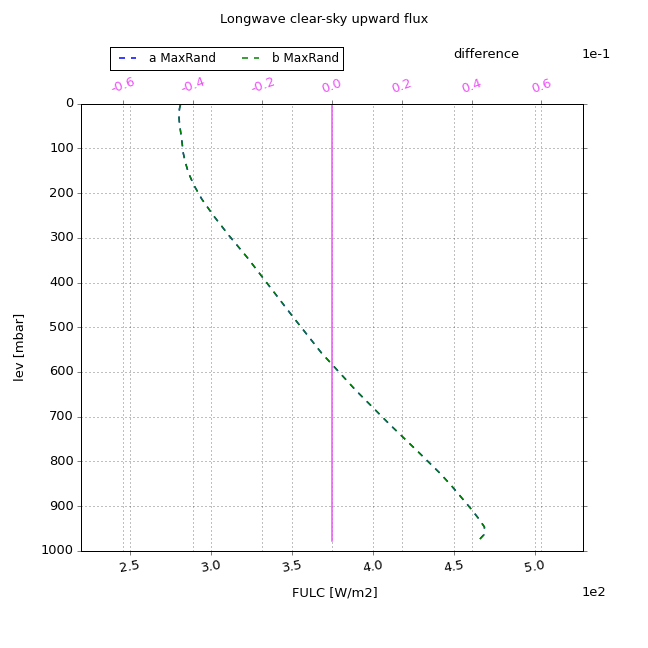 Longwave clear-sky upward flux
a MaxRand b MaxRand difference 1e-1
-0.6 -0.4 -0.2 0.0 0.2 0.4 0.6
0
100
200
300
400
500
600
700
800
900
1000
lev [mbar]
2.5 3.0 3.5 4.0 4.5 5.0
FULC [W/m2] 1e2